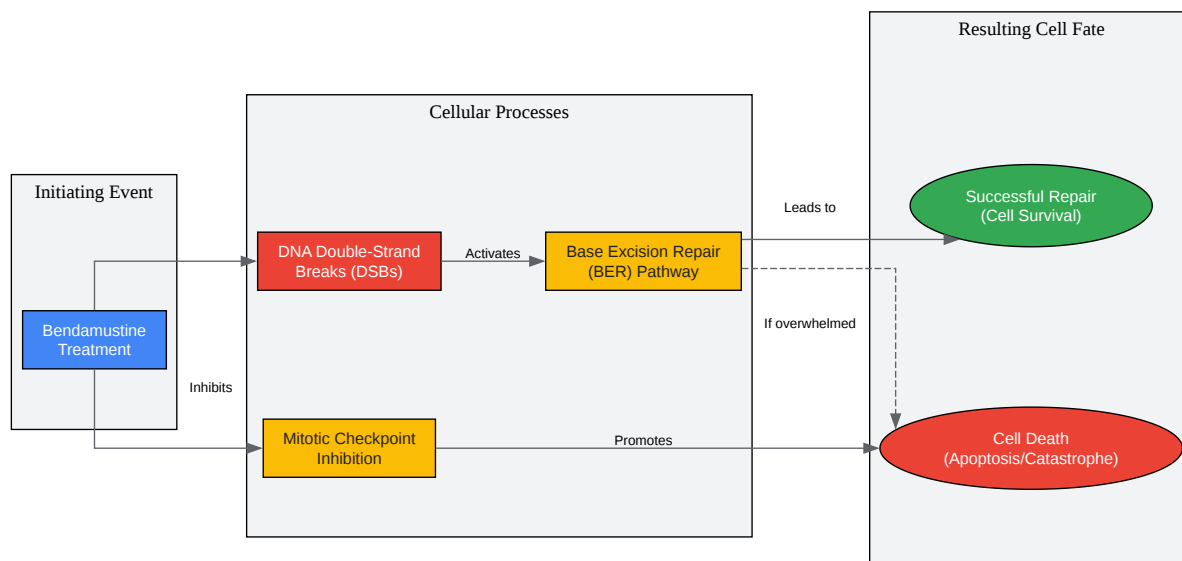 Resulting Cell Fate
Cellular Processes
Initiating Event
Successful Repair
(Cell Survival)
Leads to
DNA Double-Strand
Breaks (DSBs)
Activates
Base Excision Repair
(BER) Pathway
Bendamustine
Treatment
If overwhelmed
Inhibits
Mitotic Checkpoint
Inhibition
Promotes
Cell Death
(Apoptosis/Catastrophe)